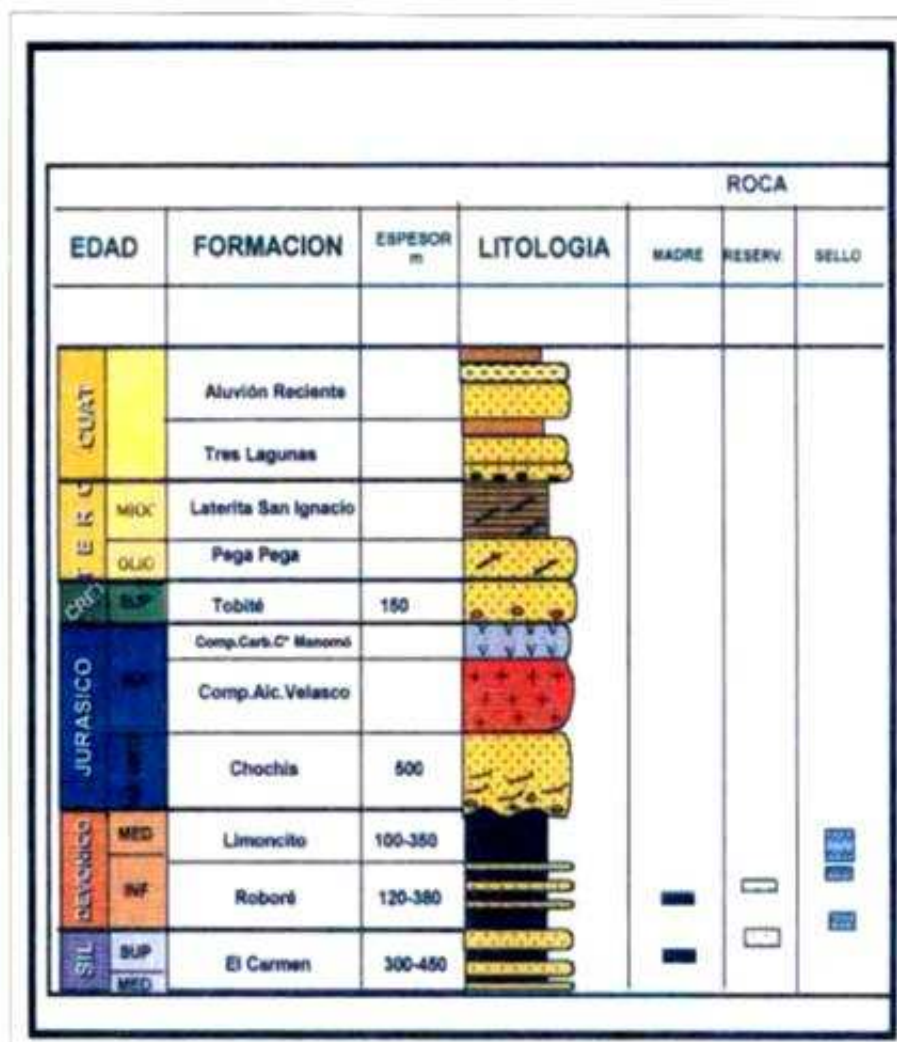 ROCA
EDAD FORMACION ESPESOR m LITOLOGIA MADRE RESERV. SELLO
CUAT
Aluvión Reciente
Tres Lagunas
TERC
MIOC Laterita San Ignacio
OLIG Pega Pega
CRET
SUP Tobité 150
JURASICO
Comp.Carb.C° Manomó
Comp.Alc.Velasco
Chochis 500
DEVONICO
MED Limoncito 100-350
INF Roboré 120-380
SIL
SUP El Carmen 300-450
MED